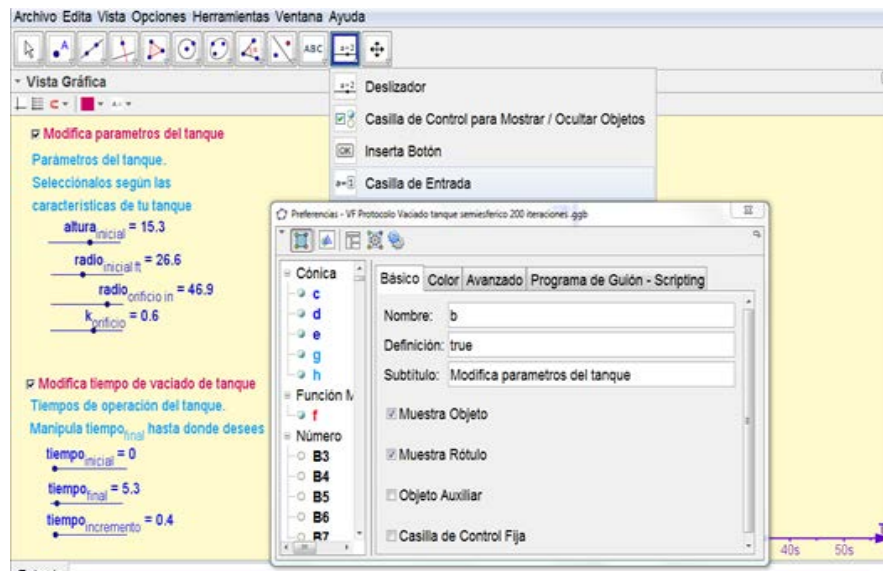 Archivo Edita Vista Opciones Herramientas Ventana Ayuda
ABC
a=2
Vista Gráfica
Deslizador
Casilla de Control para Mostrar / Ocultar Objetos
OK Inserta Botón
a=1 Casilla de Entrada
Modifica parametros del tanque
Parámetros del tanque.
Selecciónalos según las
características de tu tanque
altura inicial = 15.3
radio inicial ft = 26.6
radio orificio in = 46.9
k orificio = 0.6
Modifica tiempo de vaciado de tanque
Tiempos de operación del tanque.
Manipula tiempo final hasta donde desees
tiempo inicial = 0
tiempo final = 5.3
tiempo incremento = 0.4
Preferencias - VF Protocolo Vaciado tanque semiesferico 200 iteraciones .ggb
Cónica
c
d
e
g
h
Función M
f
Número
B3
B4
B5
B6
B7
Básico Color Avanzado Programa de Guión - Scripting
Nombre: b
Definición: true
Subtítulo: Modifica parametros del tanque
Muestra Objeto
Muestra Rótulo
Objeto Auxiliar
Casilla de Control Fija
40s 50s